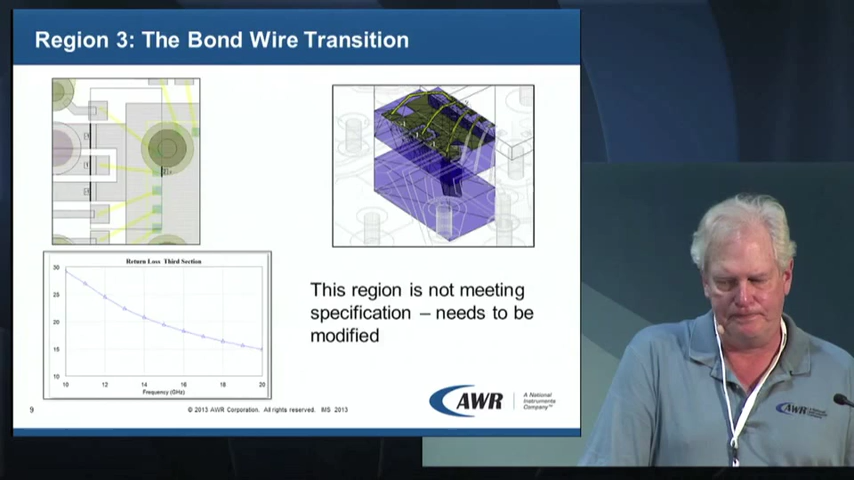 Region 3: The Bond Wire Transition
Return Loss Third Section
30
25
20
15
10
10
12
14
16
18
20
Frequency (GHz)
This region is not meeting
specification – needs to be
modified
9
© 2013 AWR Corporation. All rights reserved. IMS 2013
AWR
A National
Instruments
Company™
AWR